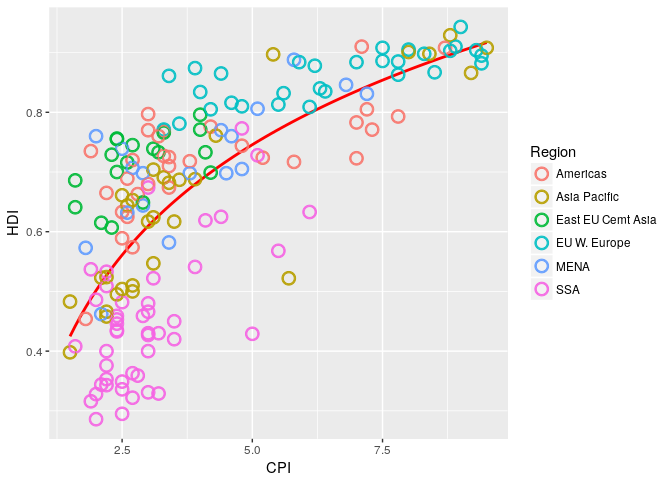 HDI
0.8
0.6
0.4
2.5
5.0
7.5
CPI
Region
Americas
Asia Pacific
East EU Cemt Asia
EU W. Europe
MENA
SSA